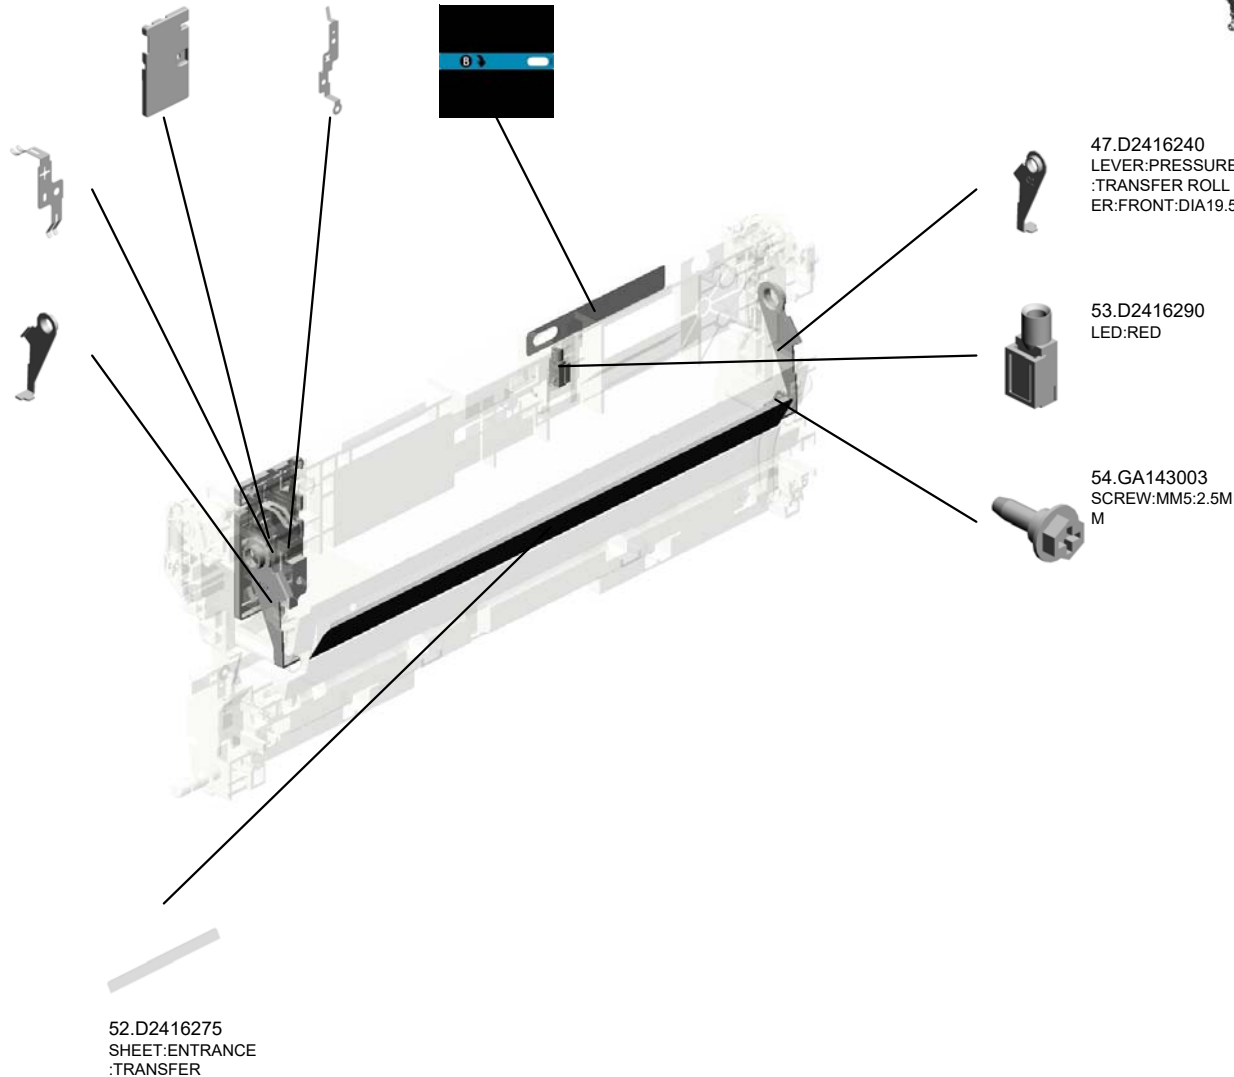 B
47.D2416240
LEVER:PRESSURE
:TRANSFER ROLL
ER:FRONT:DIA19.5
53.D2416290
LED:RED
54.GA143003
SCREW:MM5:2.5M
M
52.D2416275
SHEET:ENTRANCE
:TRANSFER